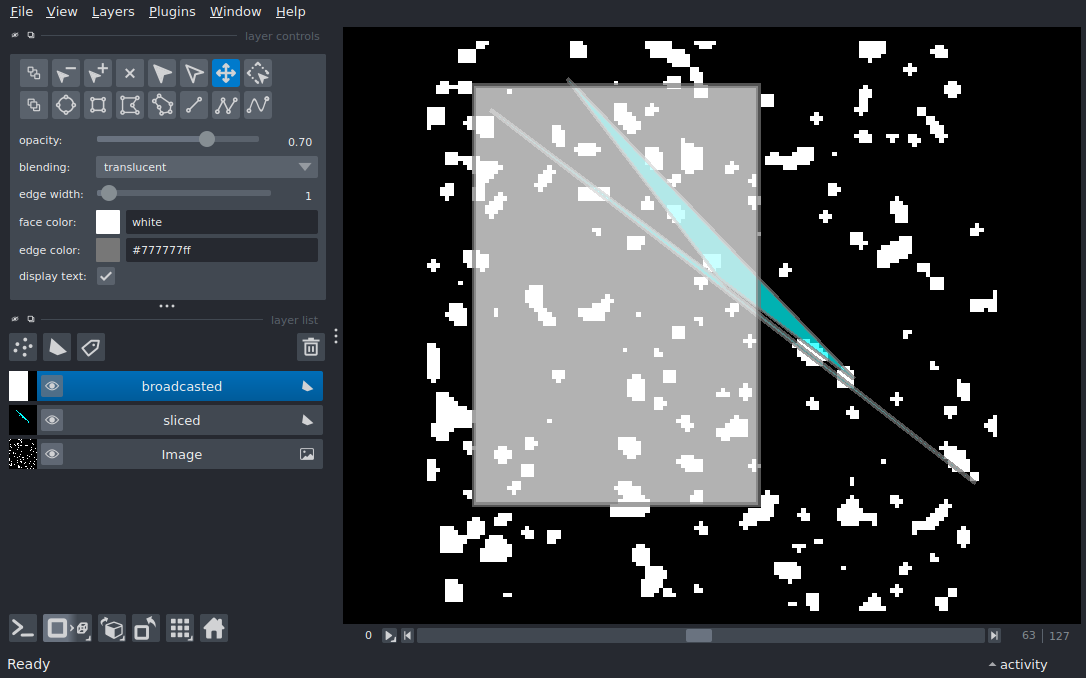 File View Layers Plugins Window Help
layer controls
opacity: 0.70
blending: translucent
edge width: 1
face color: white
edge color: #777777ff
display text:
layer list
broadcasted
sliced
Image
0 63 127
Ready activity